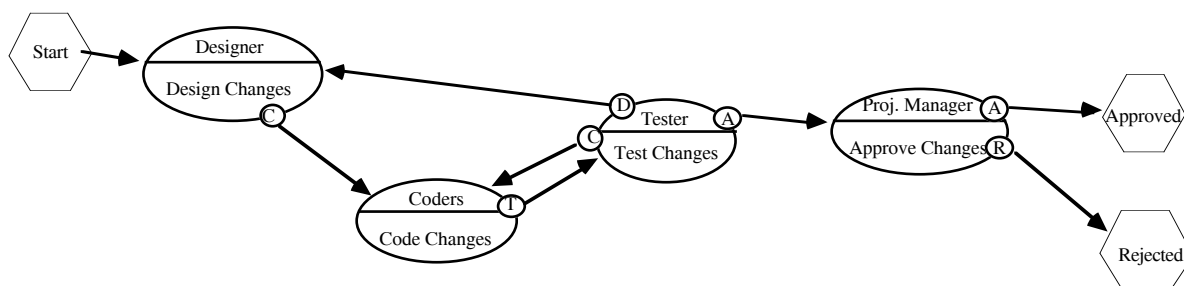 Start
Designer
Design Changes
C
D
Tester
A
C
Test Changes
Coders
T
Code Changes
Proj. Manager
A
Approve Changes
R
Approved
Rejected